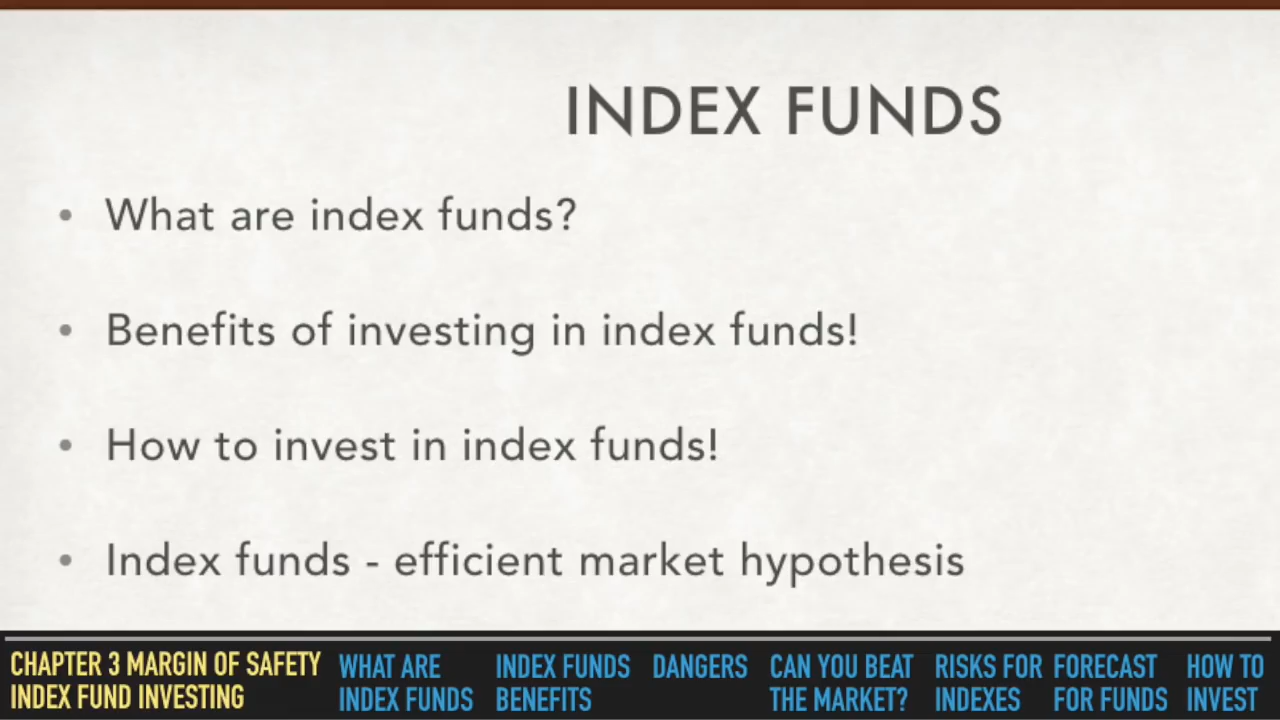 INDEX FUNDS
• What are index funds?
• Benefits of investing in index funds!
• How to invest in index funds!
• Index funds - efficient market hypothesis
CHAPTER 3 MARGIN OF SAFETY
INDEX FUND INVESTING
WHAT ARE
INDEX FUNDS
INDEX FUNDS
BENEFITS
DANGERS
CAN YOU BEAT
THE MARKET?
RISKS FOR
INDEXES
FORECAST
FOR FUNDS
HOW TO
INVEST